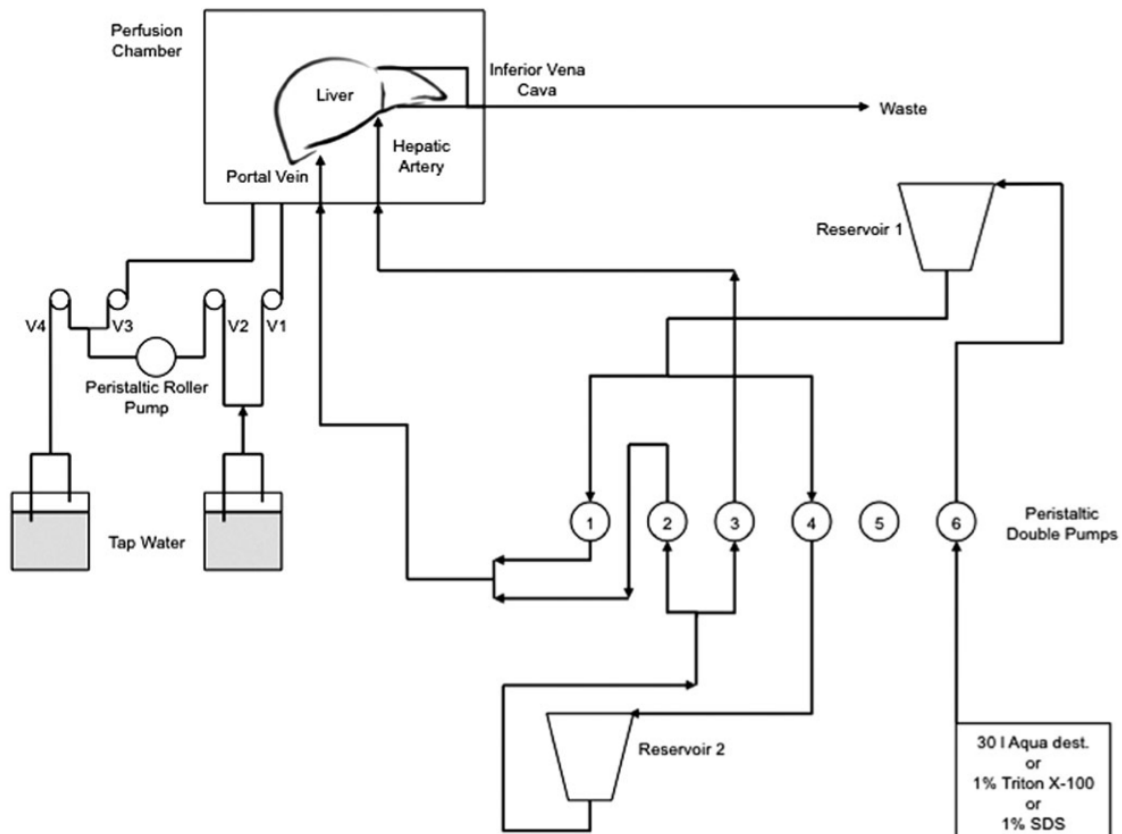 Perfusion
Chamber
Liver
Inferior Vena
Cava
Waste
Hepatic
Artery
Portal Vein
Reservoir 1
V4
V3
V2
V1
Peristaltic Roller
Pump
Tap Water
1
2
3
4
5
6
Peristaltic
Double Pumps
Reservoir 2
30 l Aqua dest.
or
1% Triton X-100
or
1% SDS